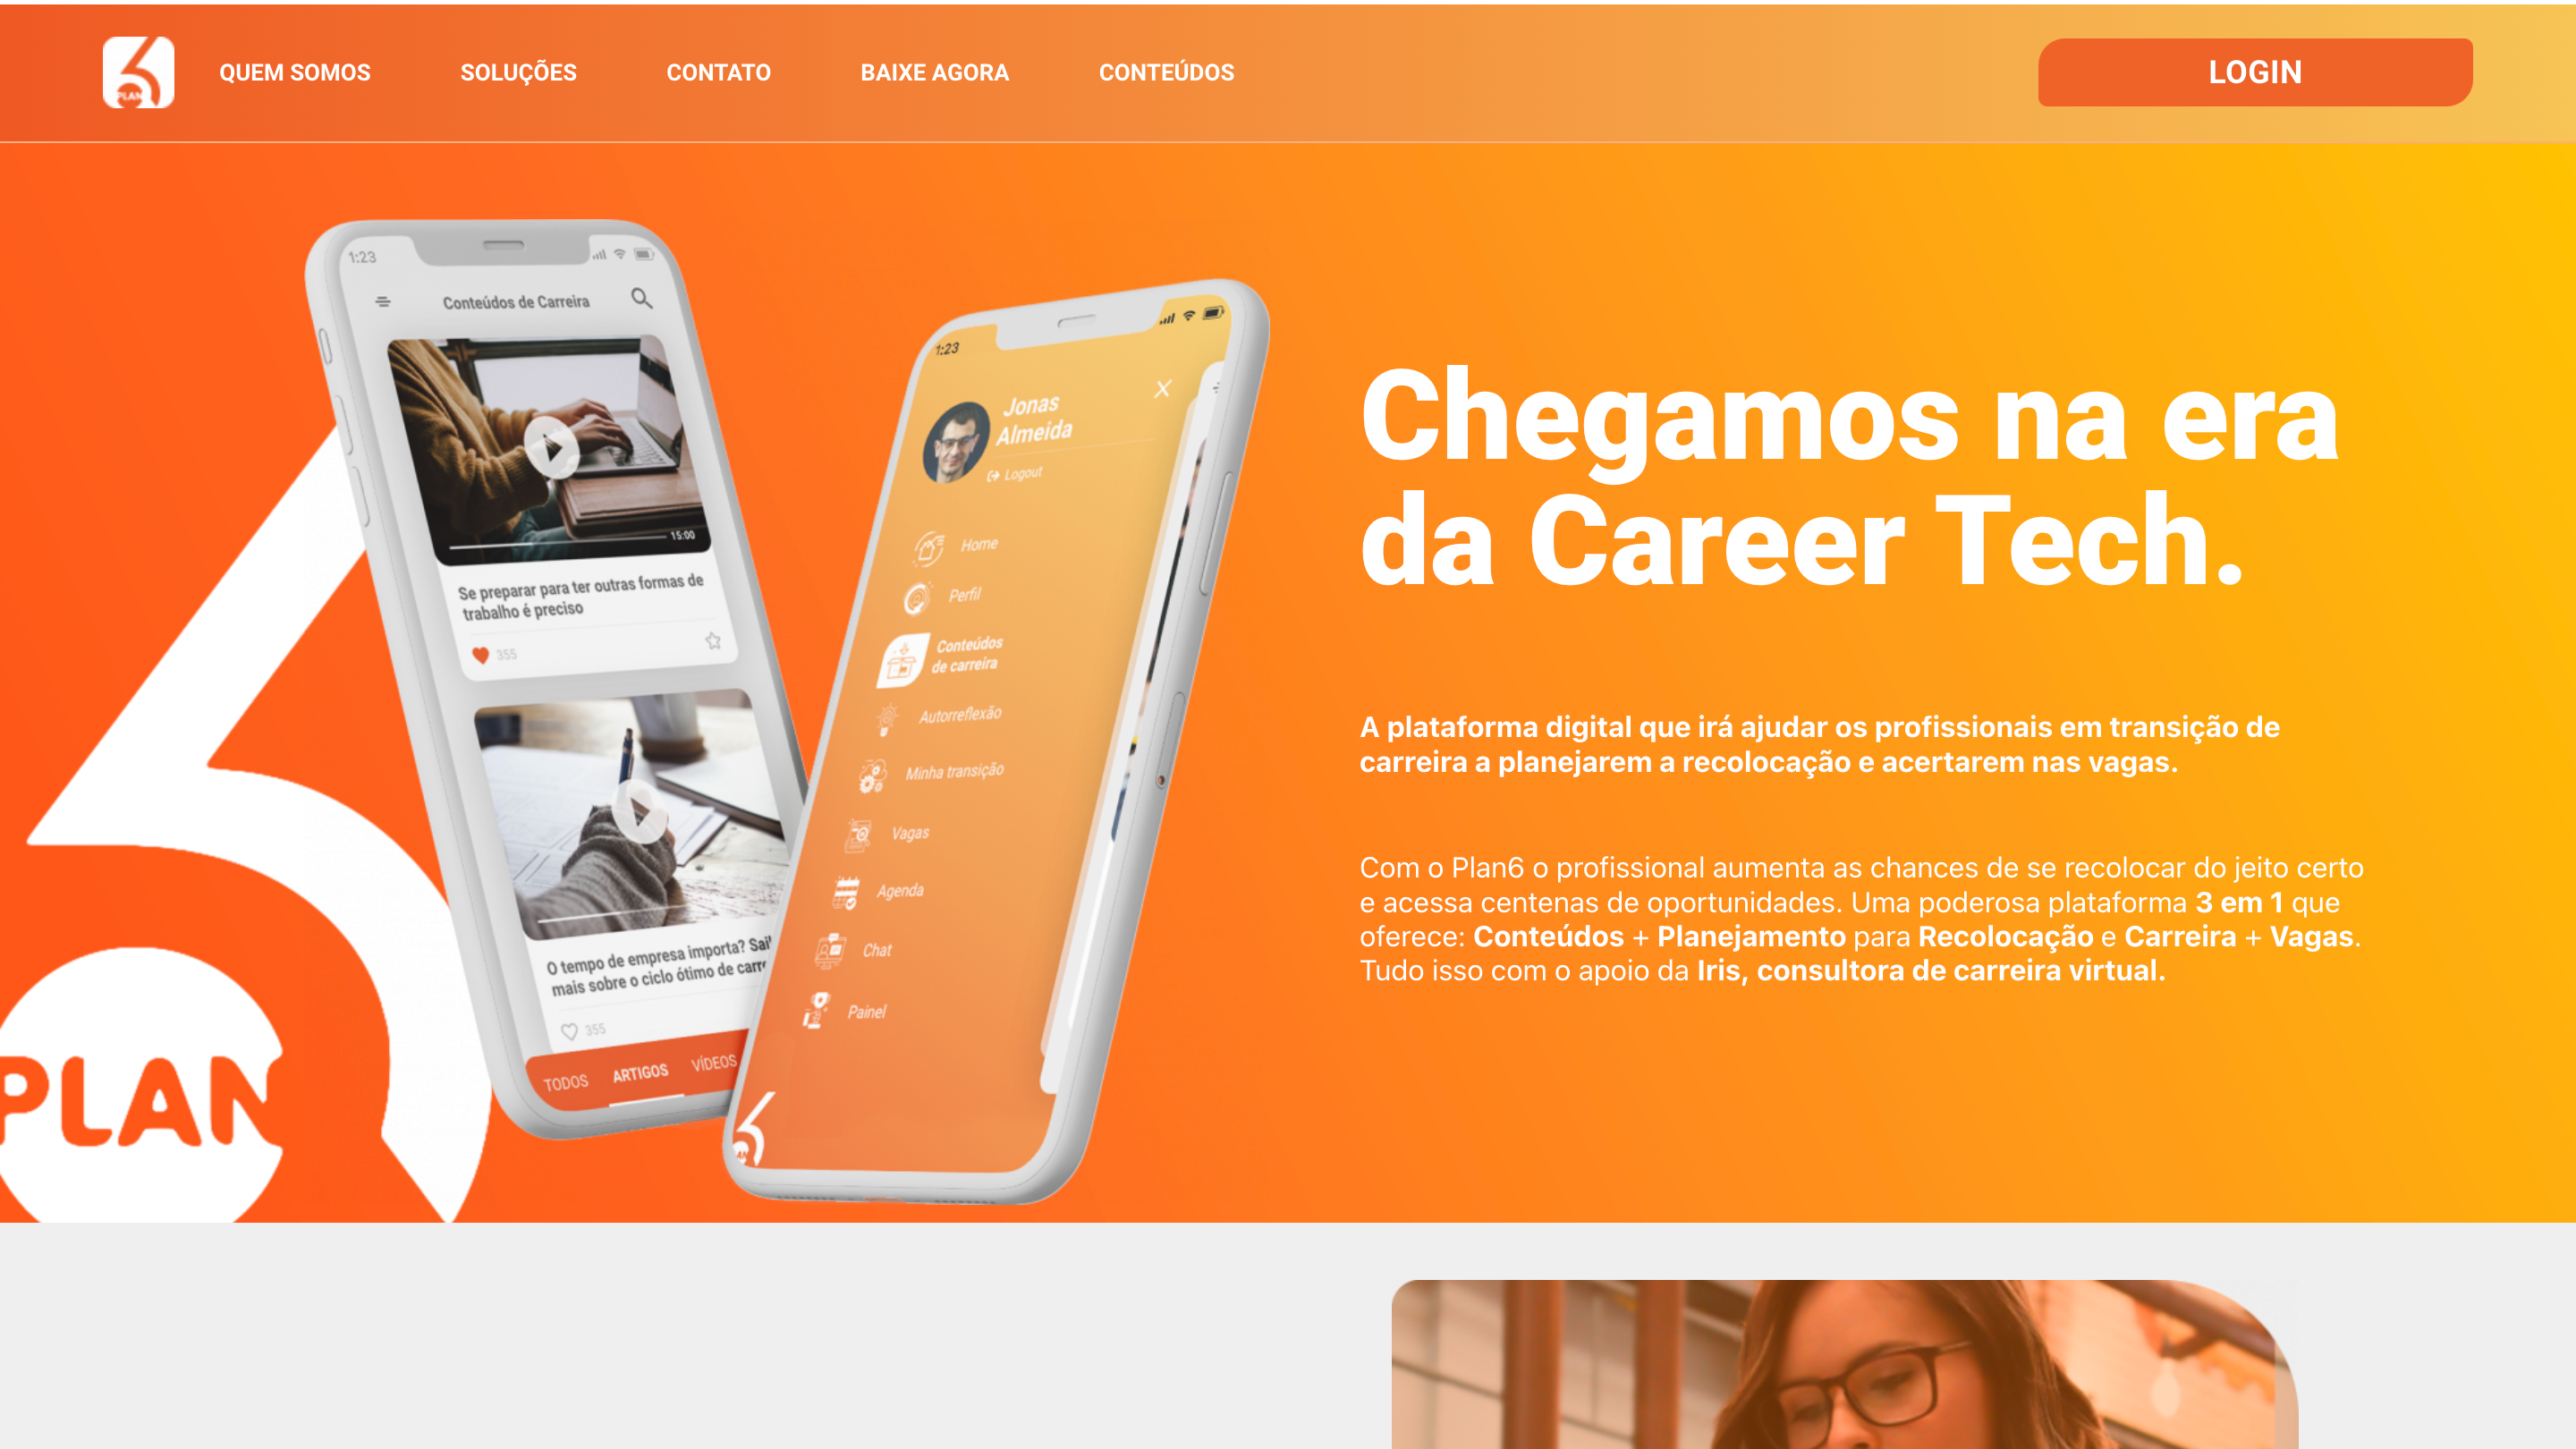 PLAN
QUEM SOMOS
SOLUÇÕES
CONTATO
BAIXE AGORA
CONTEÚDOS
LOGIN
1:23
Conteúdos de Carreira
15:00
Se preparar para ter outras formas de
trabalho é preciso
355
O tempo de empresa importa? Sai
mais sobre o ciclo ótimo de carre
355
TODOS
ARTIGOS
VÍDEOS
1:23
Jonas
Almeida
Logout
Home
Perfil
Conteúdos
de carreira
Autorreflexão
Minha transição
Vagas
Agenda
Chat
Painel
PLAN
Chegamos na era
da Career Tech.
A plataforma digital que irá ajudar os profissionais em transição de
carreira a planejarem a recolocação e acertarem nas vagas.
Com o Plan6 o profissional aumenta as chances de se recolocar do jeito certo
e acessa centenas de oportunidades. Uma poderosa plataforma 3 em 1 que
oferece: Conteúdos + Planejamento para Recolocação e Carreira + Vagas.
Tudo isso com o apoio da Iris, consultora de carreira virtual.